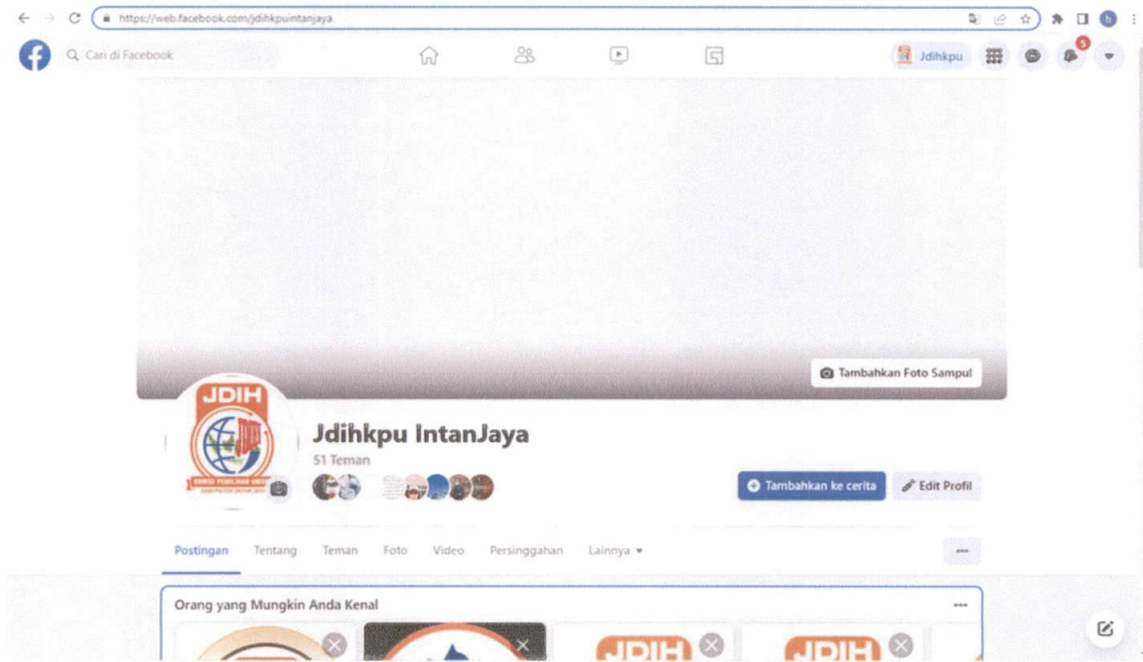 https://web.facebook.com/jdihkpuintanjaya
h
f
Cari di Facebook
Jdihkpu
5
Tambahkan Foto Sampul
JDIH
Jdihkpu IntanJaya
51 Teman
Tambahkan ke cerita
Edit Profil
Postingan Tentang Teman Foto Video Persinggahan Lainnya
Orang yang Mungkin Anda Kenal
JDIH JDIH